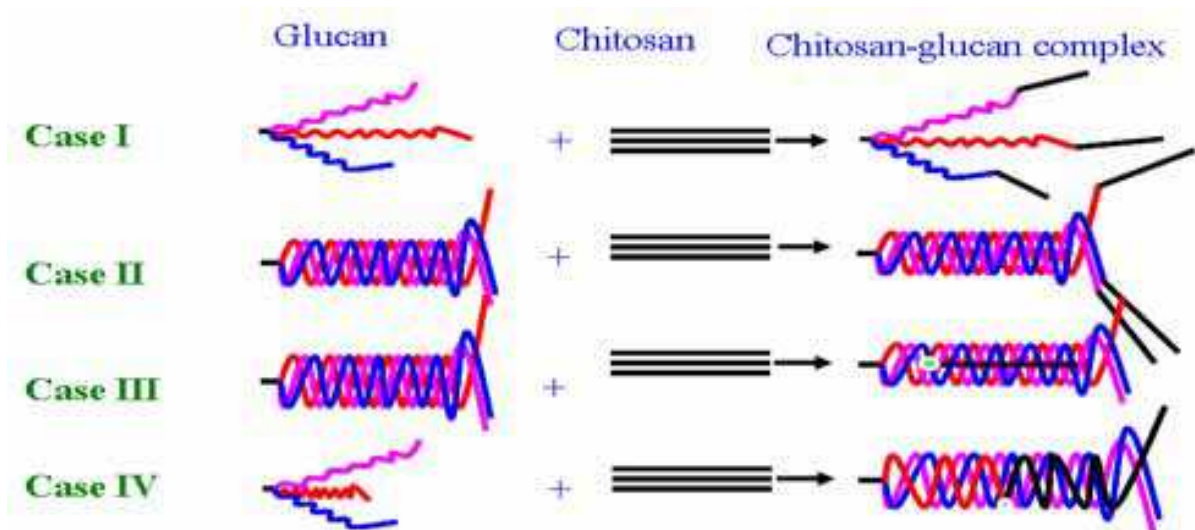 Glucan Chitosan Chitosan-glucan complex
Case I + 
Case II +
Case III +
Case IV +